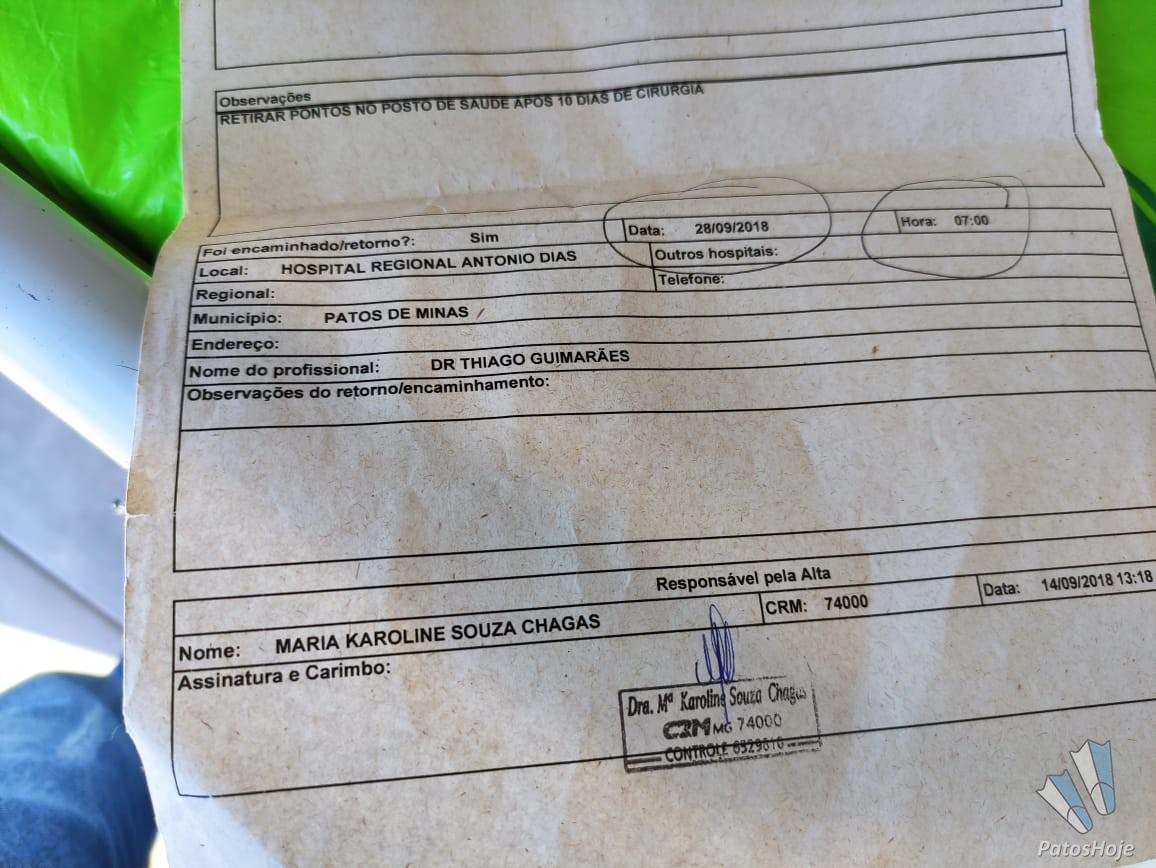 Observações
RETIRAR PONTOS NO POSTO DE SAUDE APOS 10 DIAS DE CIRURGIA
Foi encaminhado/retorno?: Sim Data: 28/09/2018 Hora: 07:00
Local: HOSPITAL REGIONAL ANTONIO DIAS Outros hospitais:
Regional: Telefone:
Município: PATOS DE MINAS
Endereço:
Nome do profissional: DR THIAGO GUIMARÃES
Observações do retorno/encaminhamento:
Responsável pela Alta
Nome: MARIA KAROLINE SOUZA CHAGAS CRM: 74000 Data: 14/09/2018 13:18
Assinatura e Carimbo:
Dra. Mª Karoline Souza Chagas
CRM MG 74000
CONTROLE
PatosHoje